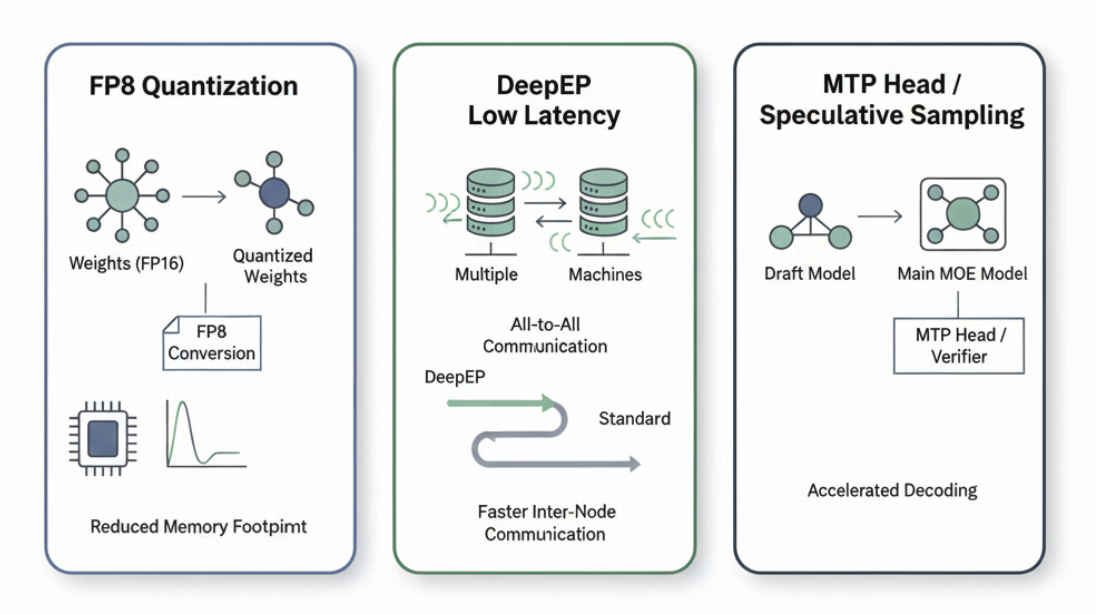 FP8 Quantization
Weights (FP16)
Quantized
Weights
FP8
Conversion
Reduced Memory Footprint
DeepEP
Low Latency
Multiple
Machines
All-to-All
Communication
DeepEP
Standard
Faster Inter-Node
Communication
MTP Head /
Speculative Sampling
Draft Model
Main MOE Model
MTP Head /
Verifier
Accelerated Decoding